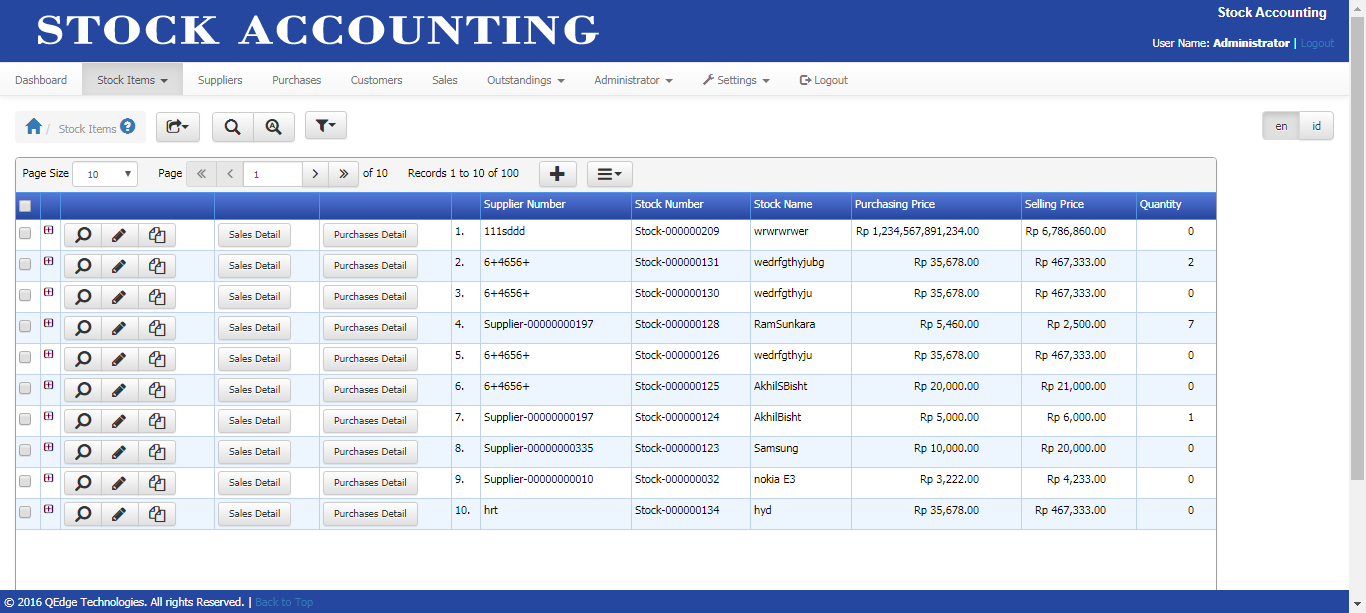 STOCK ACCOUNTING
Stock Accounting
User Name: Administrator | Logout
Dashboard Stock Items Suppliers Purchases Customers Sales Outstandings Administrator Settings Logout
/ Stock Items ? A en id
Page Size 10 Page « < 1 > » of 10 Records 1 to 10 of 100
Supplier Number Stock Number Stock Name Purchasing Price Selling Price Quantity
Sales Detail Purchases Detail 1. 111sddd Stock-000000209 wrwrwrwer Rp 1,234,567,891,234.00 Rp 6,786,860.00 0
Sales Detail Purchases Detail 2. 6+4656+ Stock-000000131 wedrfgthyjubg Rp 35,678.00 Rp 467,333.00 2
Sales Detail Purchases Detail 3. 6+4656+ Stock-000000130 wedrfgthyju Rp 35,678.00 Rp 467,333.00 0
Sales Detail Purchases Detail 4. Supplier-00000000197 Stock-000000128 RamSunkara Rp 5,460.00 Rp 2,500.00 7
Sales Detail Purchases Detail 5. 6+4656+ Stock-000000126 wedrfgthyju Rp 35,678.00 Rp 467,333.00 0
Sales Detail Purchases Detail 6. 6+4656+ Stock-000000125 AkhilSBisht Rp 20,000.00 Rp 21,000.00 0
Sales Detail Purchases Detail 7. Supplier-00000000197 Stock-000000124 AkhilBisht Rp 5,000.00 Rp 6,000.00 1
Sales Detail Purchases Detail 8. Supplier-00000000335 Stock-000000123 Samsung Rp 10,000.00 Rp 20,000.00 0
Sales Detail Purchases Detail 9. Supplier-00000000010 Stock-000000032 nokia E3 Rp 3,222.00 Rp 4,233.00 0
Sales Detail Purchases Detail 10. hrt Stock-000000134 hyd Rp 35,678.00 Rp 467,333.00 0
© 2016 QEdge Technologies. All rights Reserved. | Back to Top